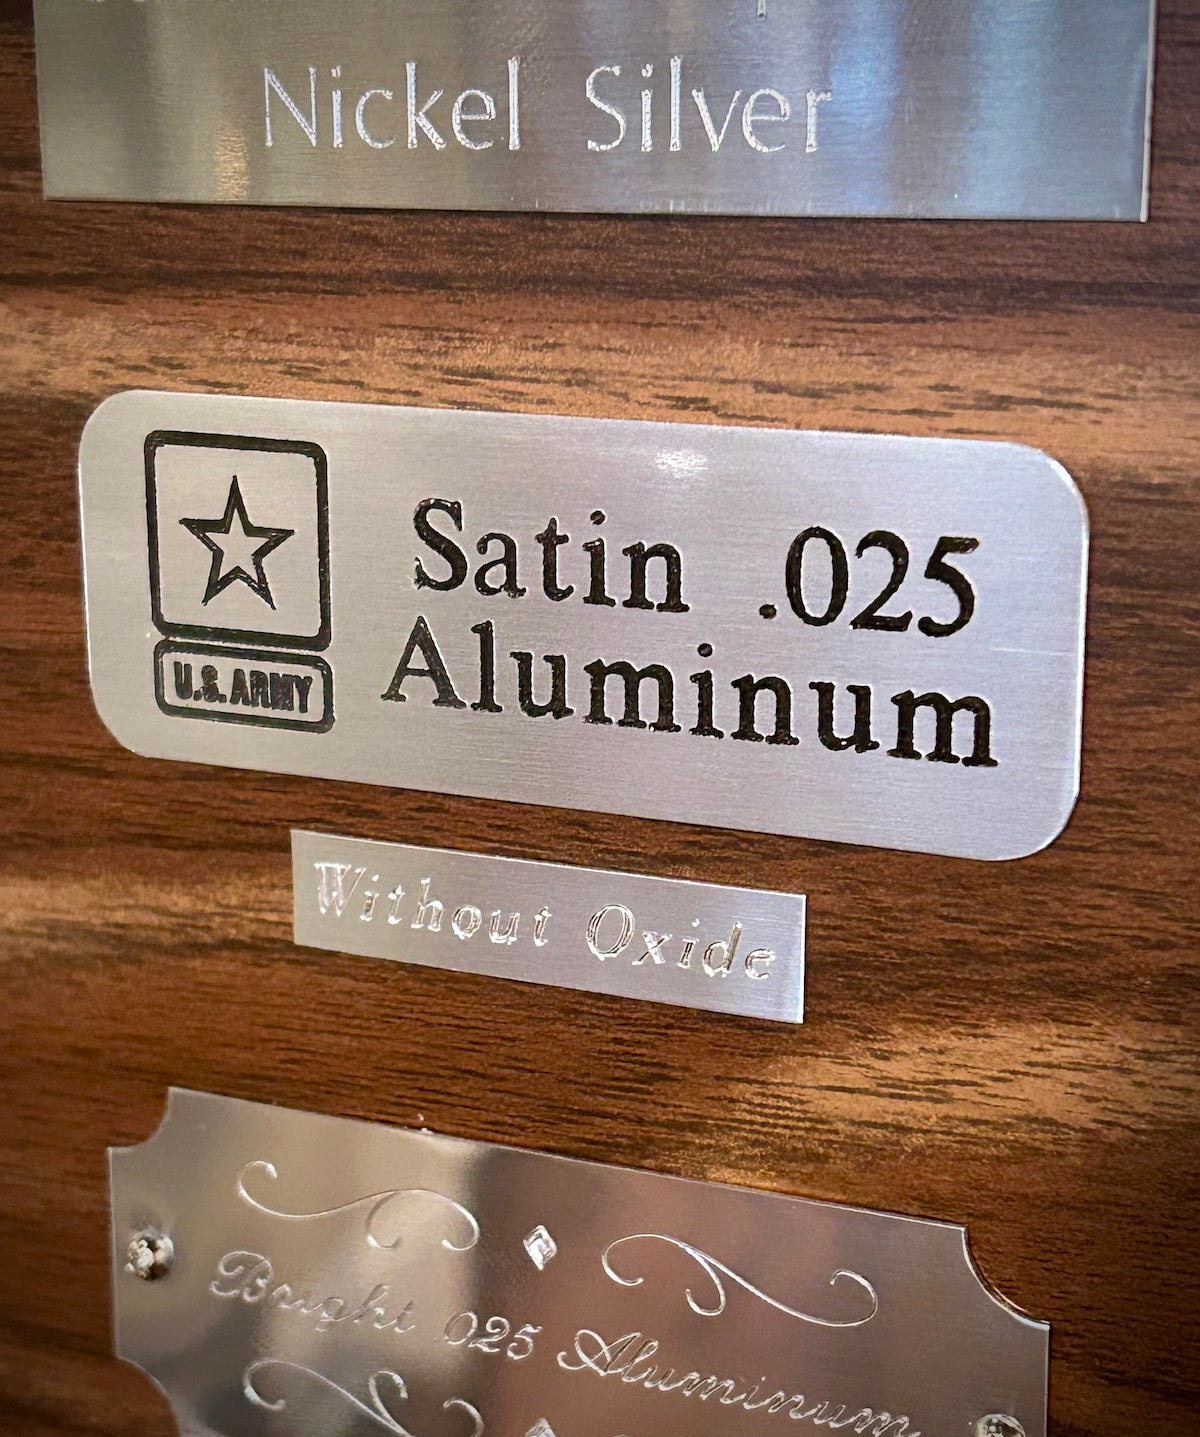 Nickel Silver
U.S. ARMY
Satin .025
Aluminum
Without Oxide
Bright .025 Aluminum